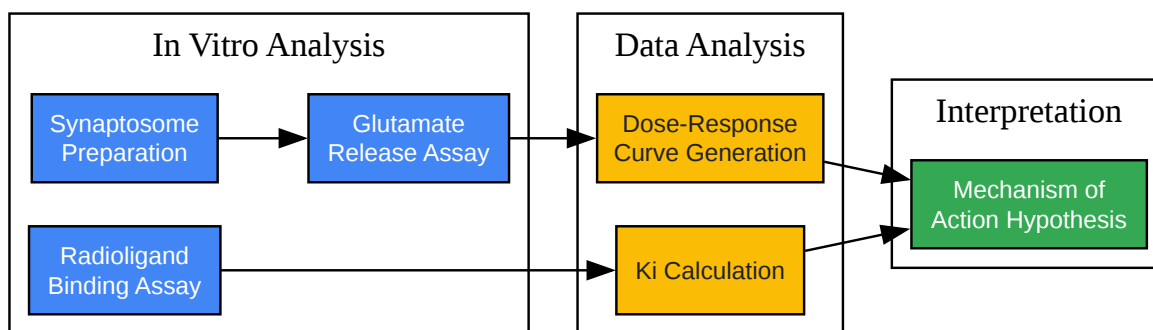 In Vitro Analysis
Synaptosome
Preparation
Glutamate
Release Assay
Radioligand
Binding Assay
Data Analysis
Dose-Response
Curve Generation
Ki Calculation
Interpretation
Mechanism of
Action Hypothesis